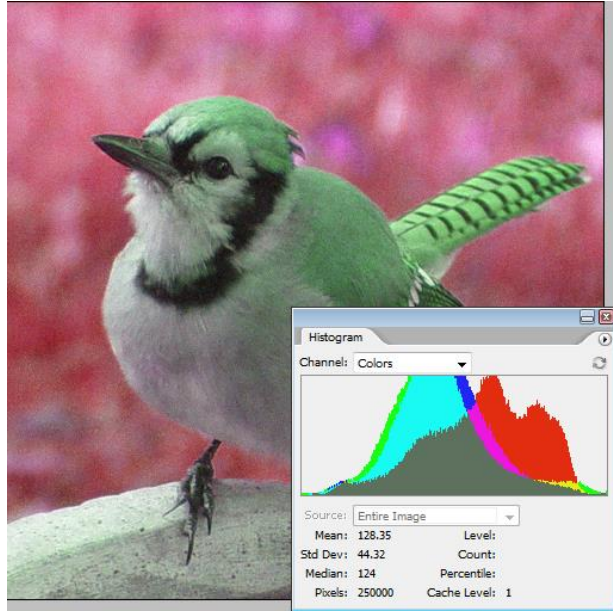 Histogram
Channel: Colors
Source: Entire Image
Mean: 128.35 Level:
Std Dev: 44.32 Count:
Median: 124 Percentile:
Pixels: 250000 Cache Level: 1